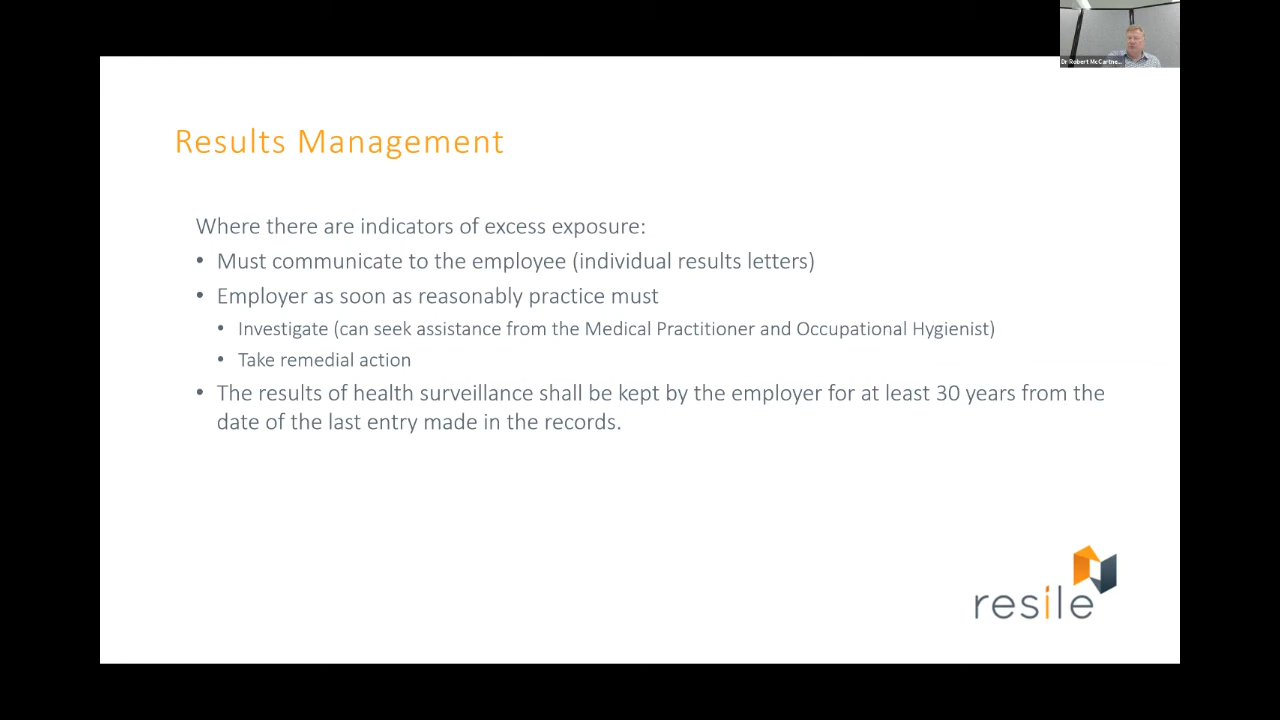 Dr Robert McCartne...
Results Management
Where there are indicators of excess exposure:
• Must communicate to the employee (individual results letters)
• Employer as soon as reasonably practice must
• Investigate (can seek assistance from the Medical Practitioner and Occupational Hygienist)
• Take remedial action
• The results of health surveillance shall be kept by the employer for at least 30 years from the
date of the last entry made in the records.
resile